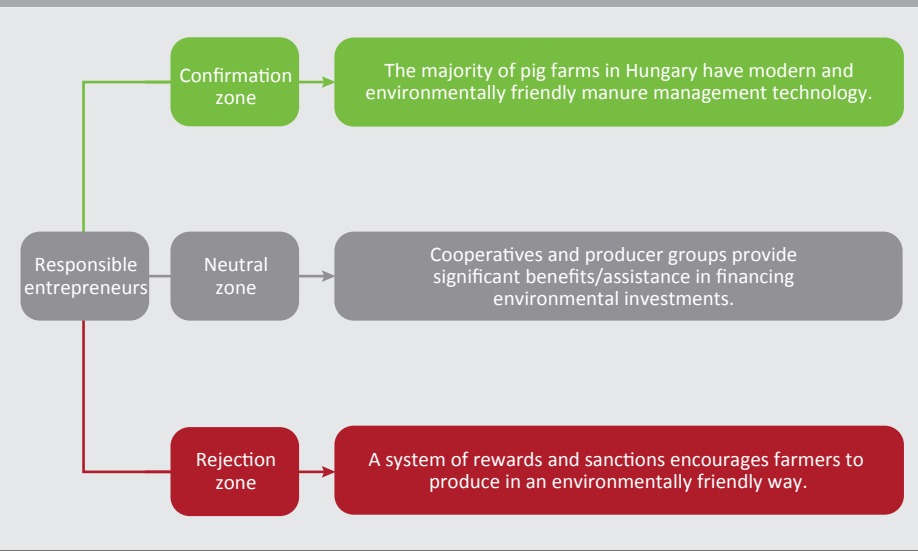 Confirmation
zone
The majority of pig farms in Hungary have modern and
environmentally friendly manure management technology.
Responsible
entrepreneurs
Neutral
zone
Cooperatives and producer groups provide
significant benefits/assistance in financing
environmental investments.
Rejection
zone
A system of rewards and sanctions encourages farmers to
produce in an environmentally friendly way.